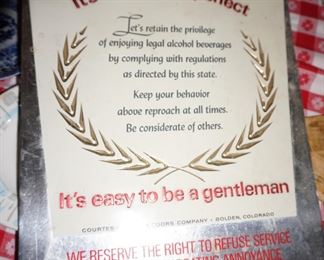 Let's retain the privilege
of enjoying legal alcohol beverages
by complying with regulations
as directed by this state.
Keep your behavior
above reproach at all times.
Be considerate of others.
It's easy to be a gentleman
COMPANY • GOLDEN, COLORADO
WE RESERVE THE RIGHT TO REFUSE SERVICE
ANNOYANCE